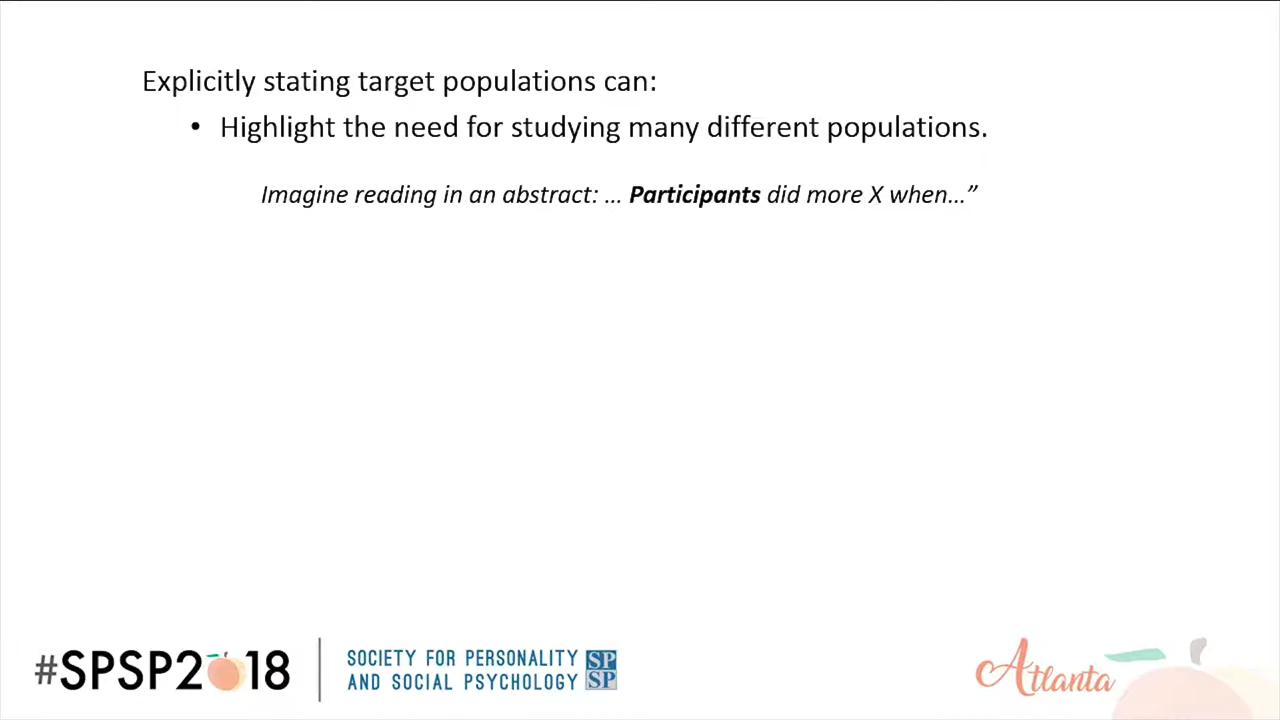 Explicitly stating target populations can:
• Highlight the need for studying many different populations.
Imagine reading in an abstract: … Participants did more X when…”
#SPSP2018
SOCIETY FOR PERSONALITY
AND SOCIAL PSYCHOLOGY
SP
SP
Atlanta